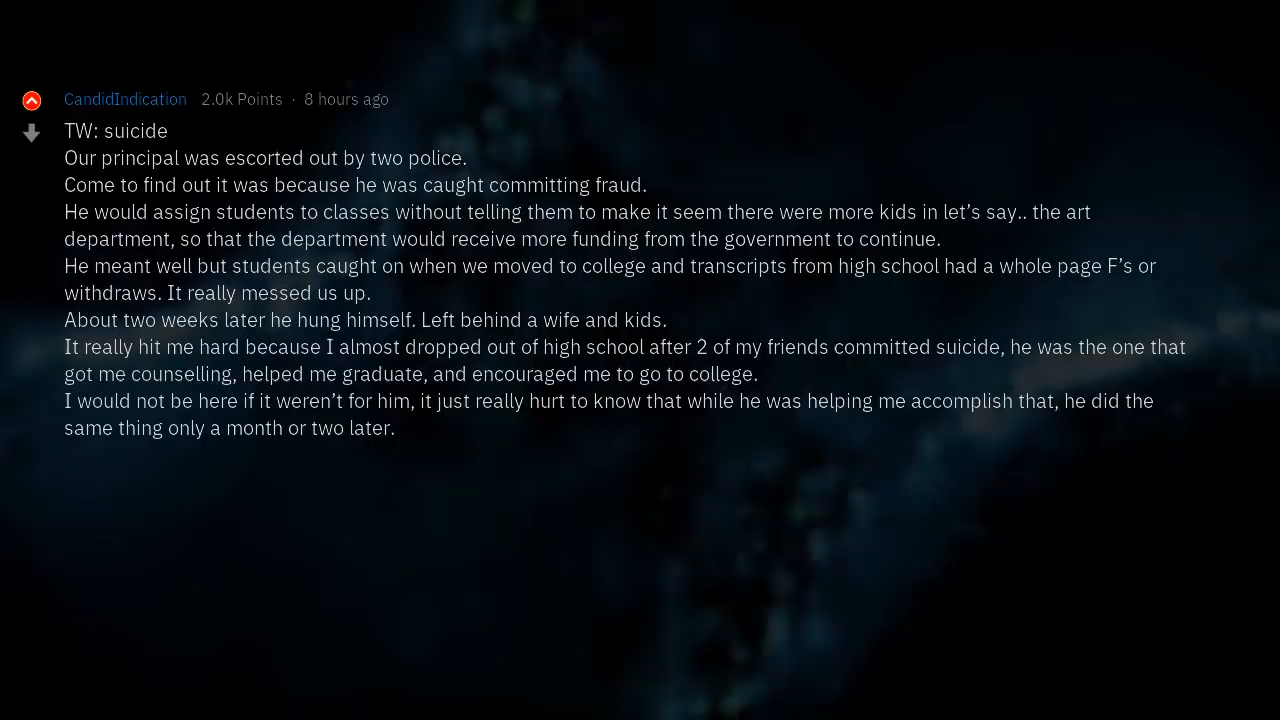 CandidIndication 2.0k Points · 8 hours ago
TW: suicide
Our principal was escorted out by two police.
Come to find out it was because he was caught committing fraud.
He would assign students to classes without telling them to make it seem there were more kids in let’s say.. the art
department, so that the department would receive more funding from the government to continue.
He meant well but students caught on when we moved to college and transcripts from high school had a whole page F’s or
withdraws. It really messed us up.
About two weeks later he hung himself. Left behind a wife and kids.
It really hit me hard because I almost dropped out of high school after 2 of my friends committed suicide, he was the one that
got me counselling, helped me graduate, and encouraged me to go to college.
I would not be here if it weren’t for him, it just really hurt to know that while he was helping me accomplish that, he did the
same thing only a month or two later.